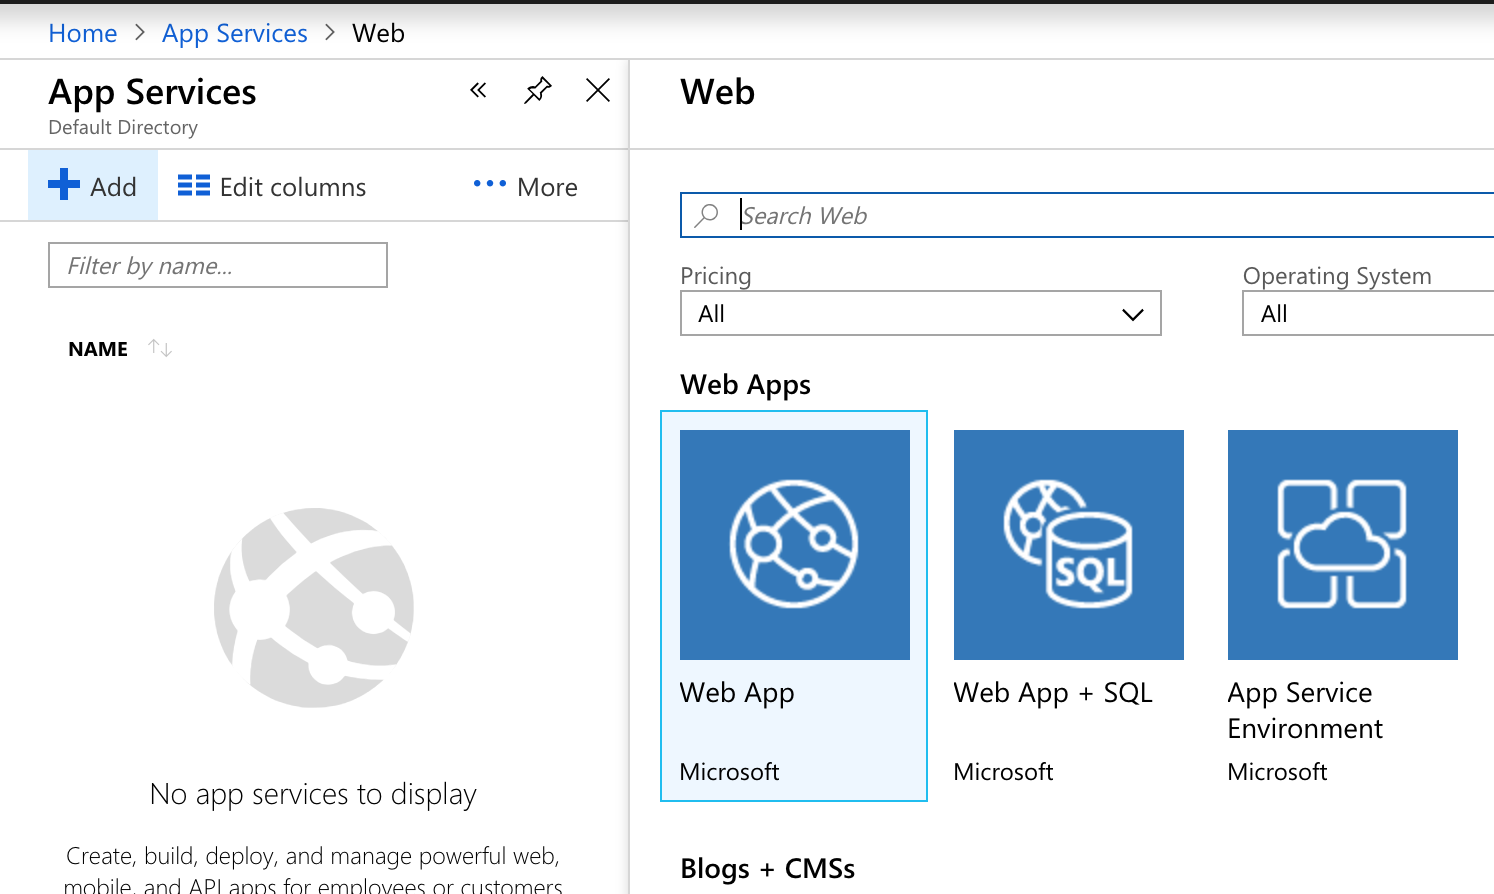 Home > App Services > Web
App Services
Default Directory
Add
Edit columns
More
Filter by name...
NAME
No app services to display
Create, build, deploy, and manage powerful web,
mobile, and API apps for employees or customers
Web
Search Web
Pricing
All
Operating System
All
Web Apps
SQL
Web App
Microsoft
Web App + SQL
Microsoft
App Service
Environment
Microsoft
Blogs + CMSs